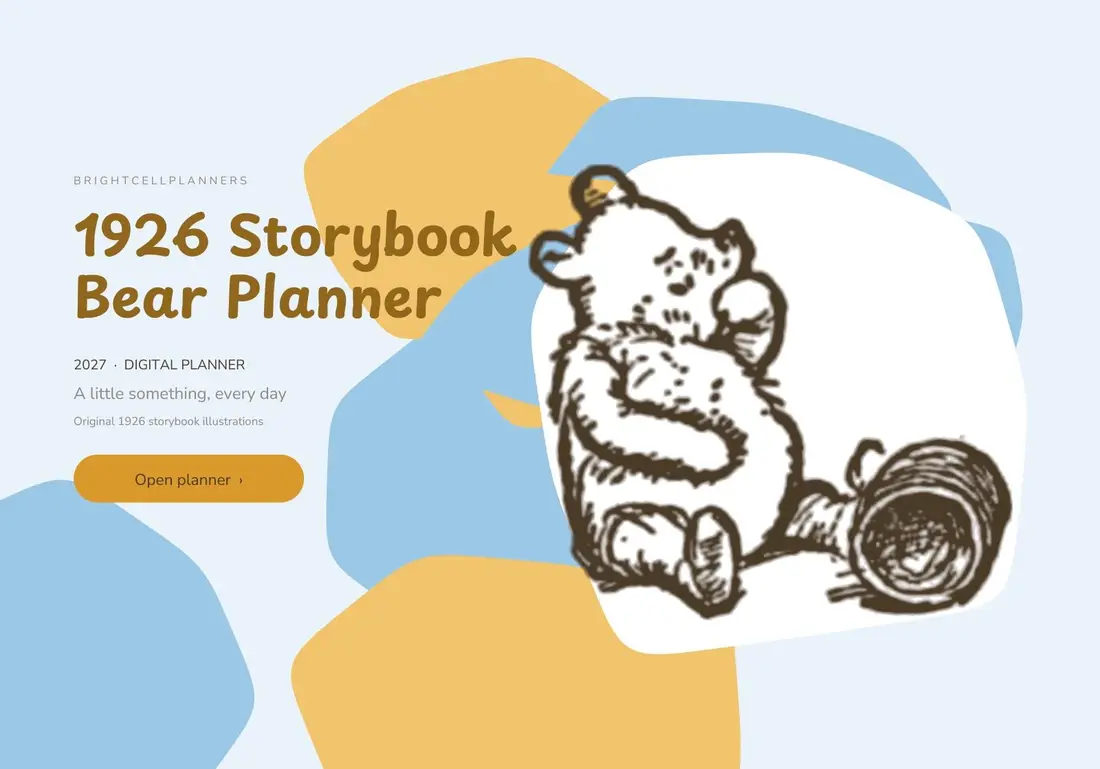 BRIGHTCELLPLANNERS
1926 Storybook
Bear Planner
2027 · DIGITAL PLANNER
A little something, every day
Original 1926 storybook illustrations
Open planner ›